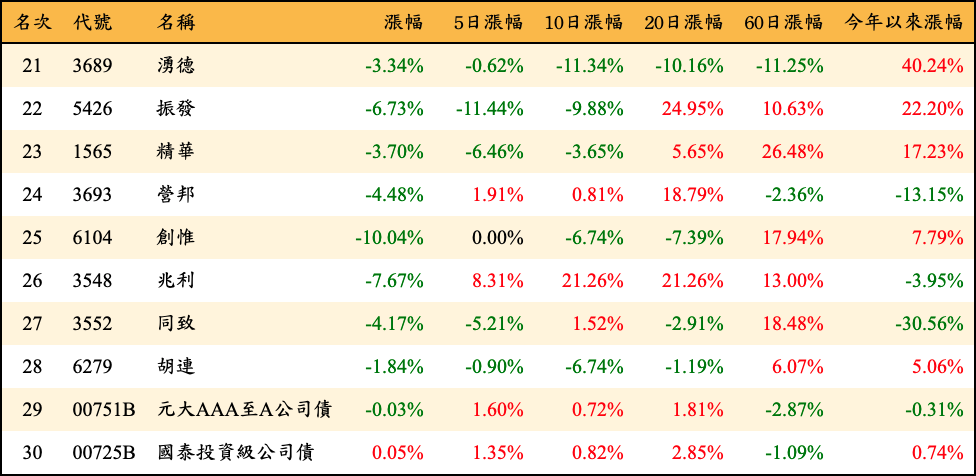 名次 代號 名稱 漲幅 5日漲幅 10日漲幅 20日漲幅 60日漲幅 今年以來漲幅
21 3689 湧德 -3.34% -0.62% -11.34% -10.16% -11.25% 40.24%
22 5426 振發 -6.73% -11.44% -9.88% 24.95% 10.63% 22.20%
23 1565 精華 -3.70% -6.46% -3.65% 5.65% 26.48% 17.23%
24 3693 營邦 -4.48% 1.91% 0.81% 18.79% -2.36% -13.15%
25 6104 創惟 -10.04% 0.00% -6.74% -7.39% 17.94% 7.79%
26 3548 兆利 -7.67% 8.31% 21.26% 21.26% 13.00% -3.95%
27 3552 同致 -4.17% -5.21% 1.52% -2.91% 18.48% -30.56%
28 6279 胡連 -1.84% -0.90% -6.74% -1.19% 6.07% 5.06%
29 00751B 元大AAA至A公司債 -0.03% 1.60% 0.72% 1.81% -2.87% -0.31%
30 00725B 國泰投資級公司債 0.05% 1.35% 0.82% 2.85% -1.09% 0.74%